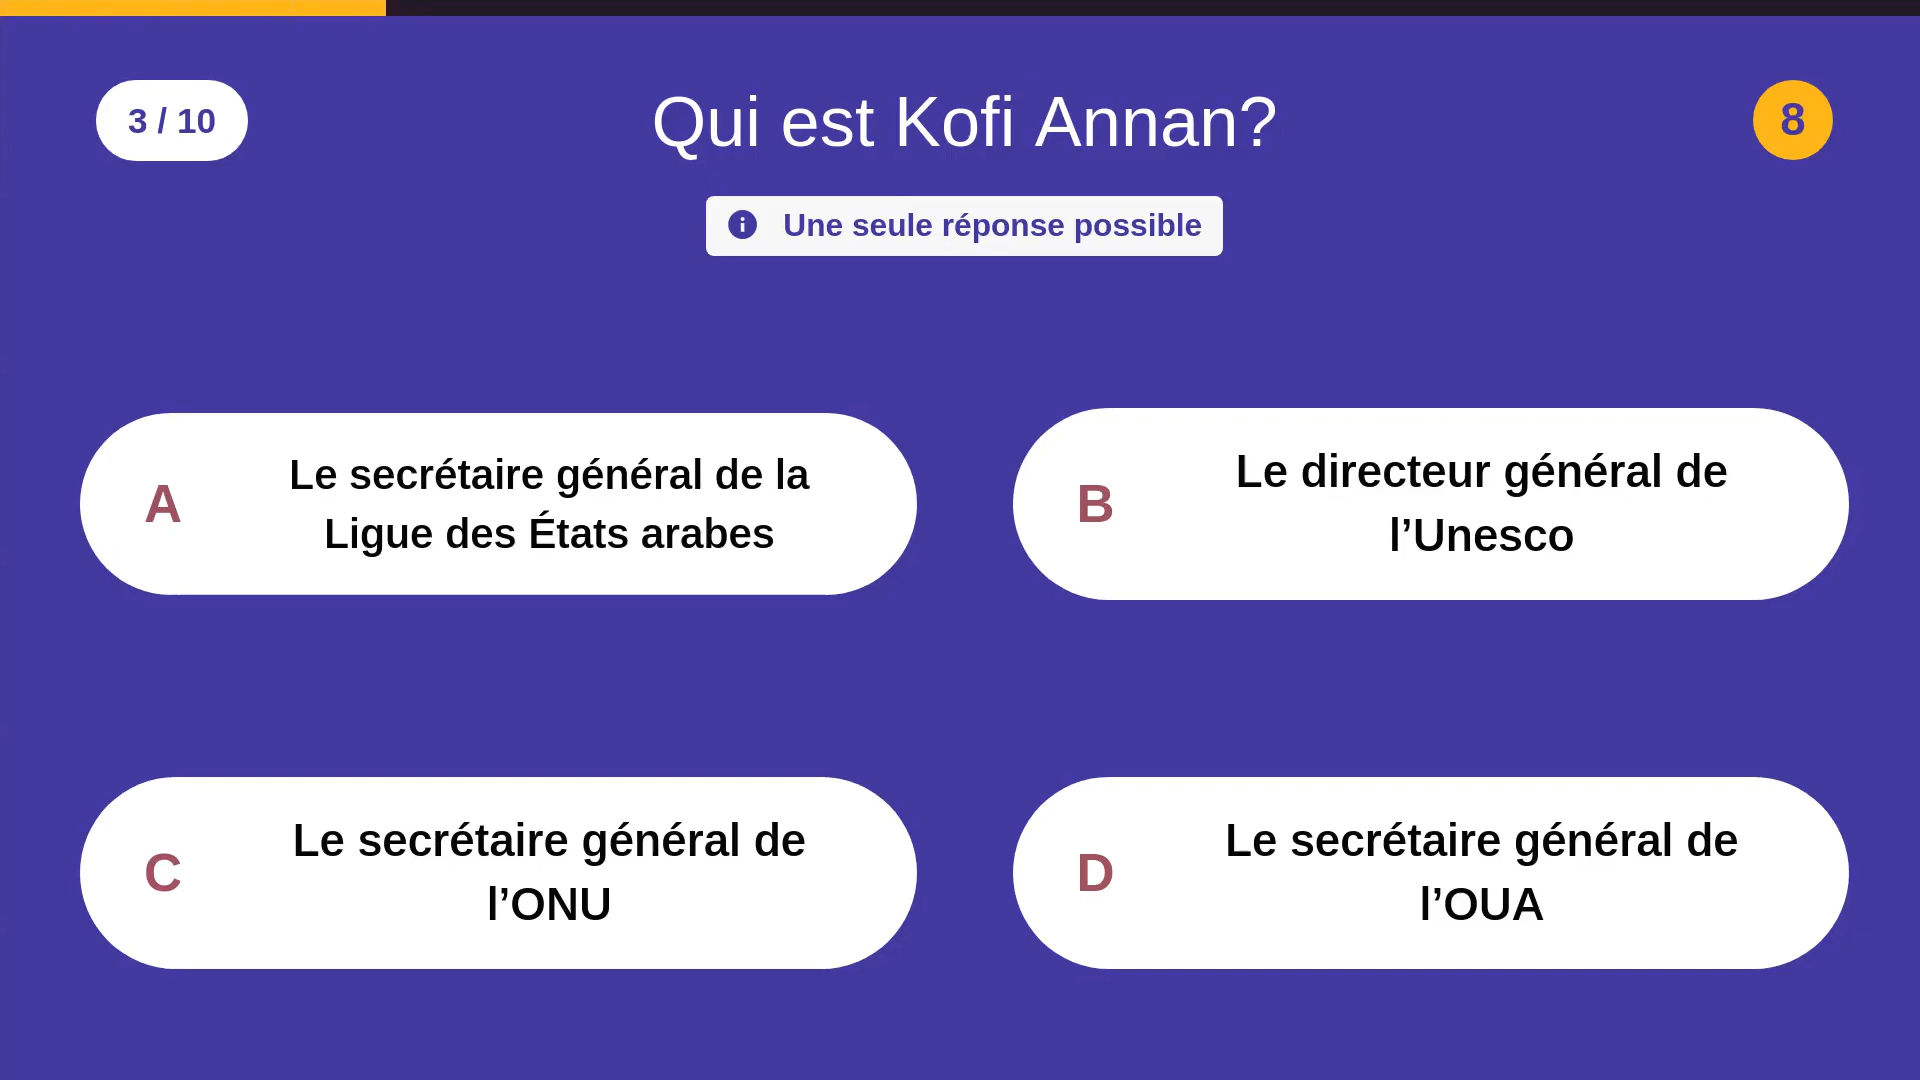 3 / 10
Qui est Kofi Annan?
8
Une seule réponse possible
A
Le secrétaire général de la
Ligue des États arabes
B
Le directeur général de
l’Unesco
C
Le secrétaire général de
l’ONU
D
Le secrétaire général de
l’OUA